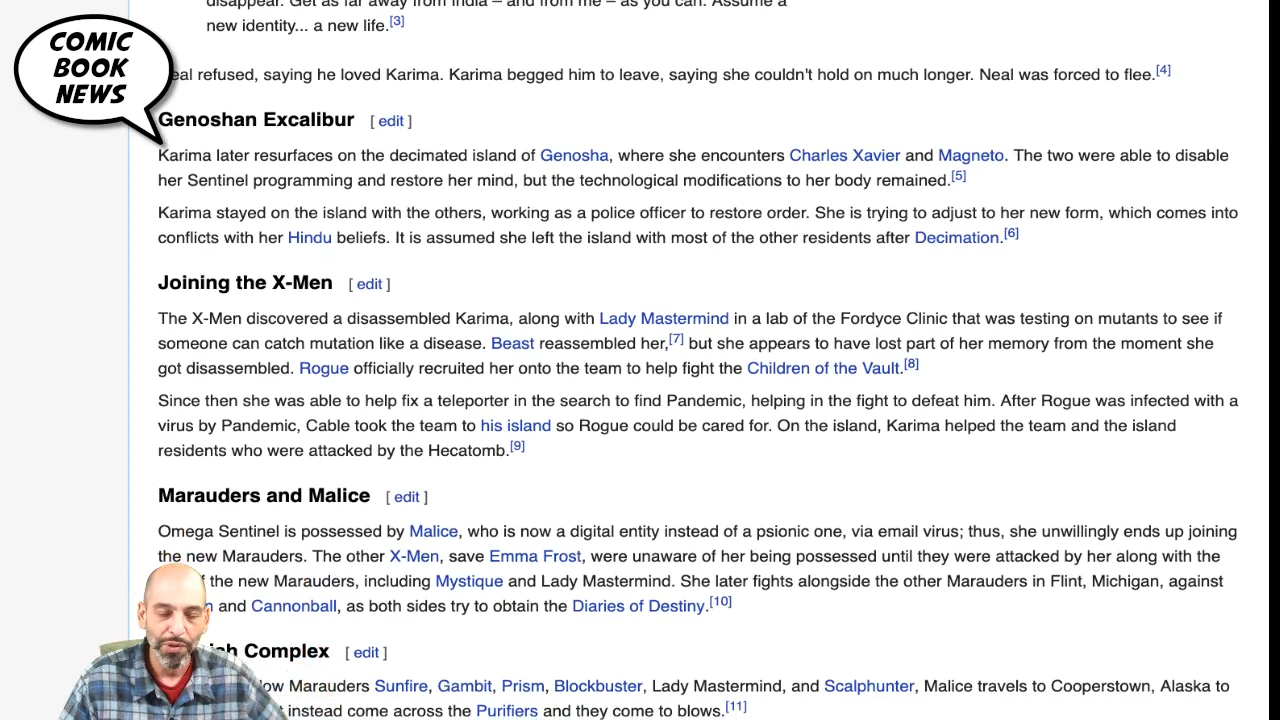 disappear. Get as far away from India – and from me – as you can. Assume a
new identity... a new life.[3]
COMIC
BOOK
NEWS
eal refused, saying he loved Karima. Karima begged him to leave, saying she couldn't hold on much longer. Neal was forced to flee.[4]
Genoshan Excalibur [ edit ]
Karima later resurfaces on the decimated island of Genosha, where she encounters Charles Xavier and Magneto. The two were able to disable
her Sentinel programming and restore her mind, but the technological modifications to her body remained.[5]
Karima stayed on the island with the others, working as a police officer to restore order. She is trying to adjust to her new form, which comes into
conflicts with her Hindu beliefs. It is assumed she left the island with most of the other residents after Decimation.[6]
Joining the X-Men [ edit ]
The X-Men discovered a disassembled Karima, along with Lady Mastermind in a lab of the Fordyce Clinic that was testing on mutants to see if
someone can catch mutation like a disease. Beast reassembled her,[7] but she appears to have lost part of her memory from the moment she
got disassembled. Rogue officially recruited her onto the team to help fight the Children of the Vault.[8]
Since then she was able to help fix a teleporter in the search to find Pandemic, helping in the fight to defeat him. After Rogue was infected with a
virus by Pandemic, Cable took the team to his island so Rogue could be cared for. On the island, Karima helped the team and the island
residents who were attacked by the Hecatomb.[9]
Marauders and Malice [ edit ]
Omega Sentinel is possessed by Malice, who is now a digital entity instead of a psionic one, via email virus; thus, she unwillingly ends up joining
the new Marauders. The other X-Men, save Emma Frost, were unaware of her being possessed until they were attacked by her along with the
f the new Marauders, including Mystique and Lady Mastermind. She later fights alongside the other Marauders in Flint, Michigan, against
and Cannonball, as both sides try to obtain the Diaries of Destiny.[10]
Complex [ edit ]
Marauders Sunfire, Gambit, Prism, Blockbuster, Lady Mastermind, and Scalphunter, Malice travels to Cooperstown, Alaska to
instead come across the Purifiers and they come to blows.[11]